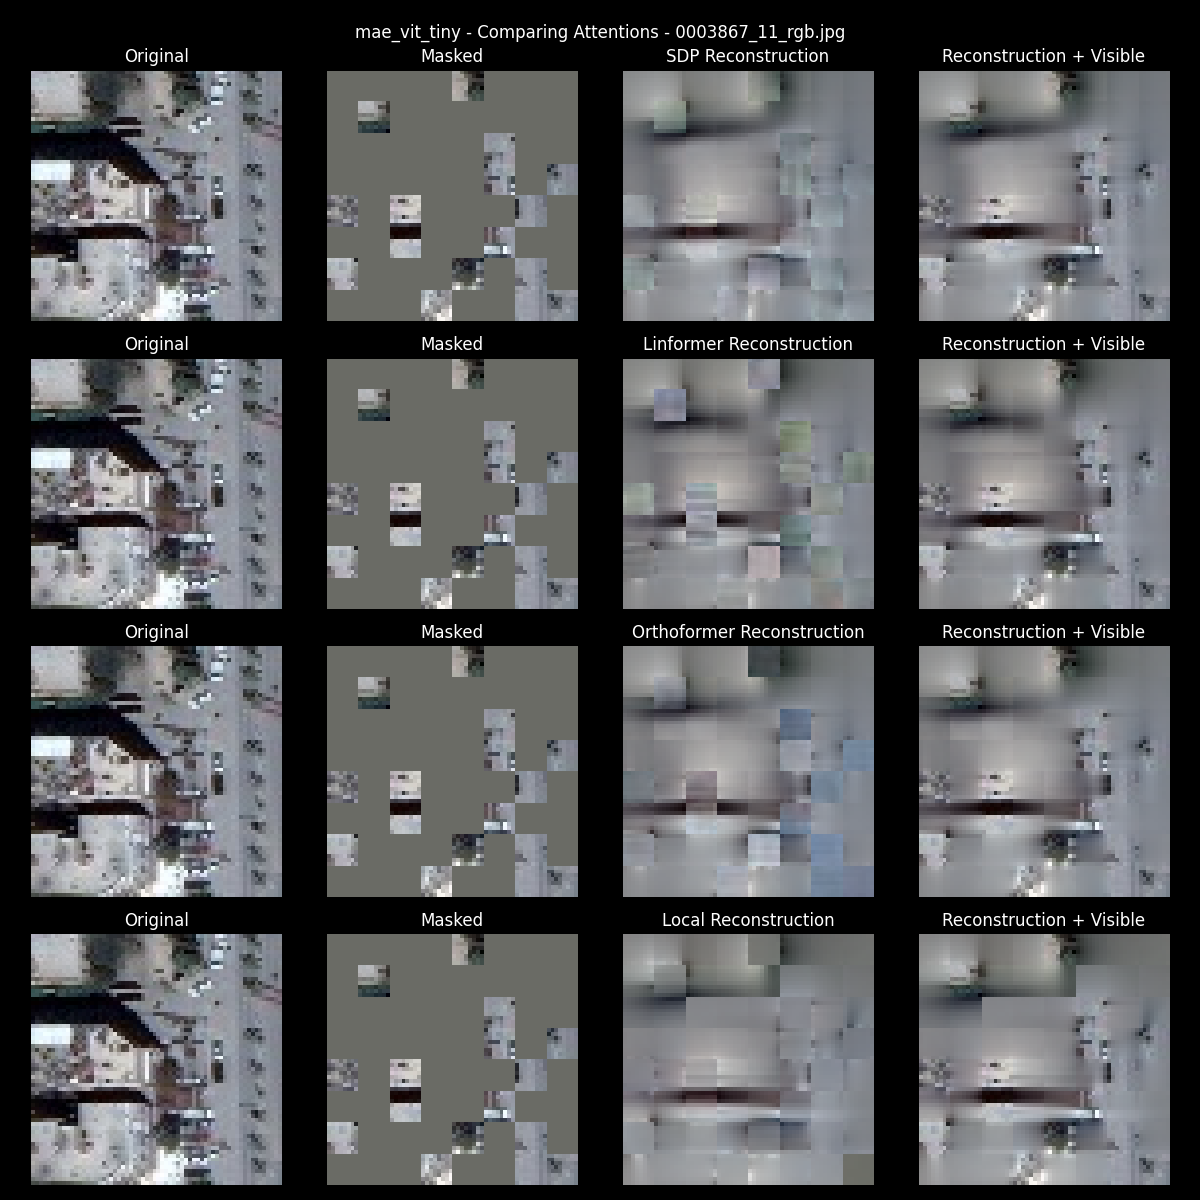 mae_vit_tiny - Comparing Attentions - 0003867_11_rgb.jpg
Original Masked SDP Reconstruction Reconstruction + Visible
Original Masked Linformer Reconstruction Reconstruction + Visible
Original Masked Orthoformer Reconstruction Reconstruction + Visible
Original Masked Local Reconstruction Reconstruction + Visible